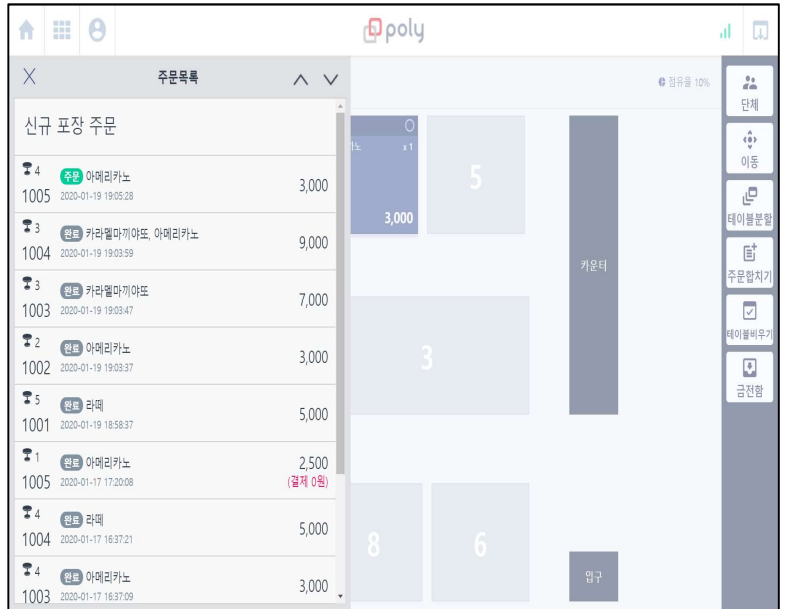 poly
X 주문목록
점유율 10%
신규 포장 주문
4 주문 아메리카노 3,000
1005 2020-01-19 19:05:28
3 완료 카라멜마끼야또, 아메리카노 9,000
1004 2020-01-19 19:03:59
3 완료 카라멜마끼야또 7,000
1003 2020-01-19 19:03:47
2 완료 아메리카노 3,000
1002 2020-01-19 19:03:37
5 완료 라떼 5,000
1001 2020-01-19 18:58:37
1 완료 아메리카노 2,500
1005 2020-01-17 17:20:08 (결제 0원)
4 완료 라떼 5,000
1004 2020-01-17 16:37:21
4 완료 아메리카노 3,000
1003 2020-01-17 16:37:09
x 1
3,000
5
3
8
6
카운터
입구
단체
이동
테이블분할
주문합치기
테이블비우기
금전함